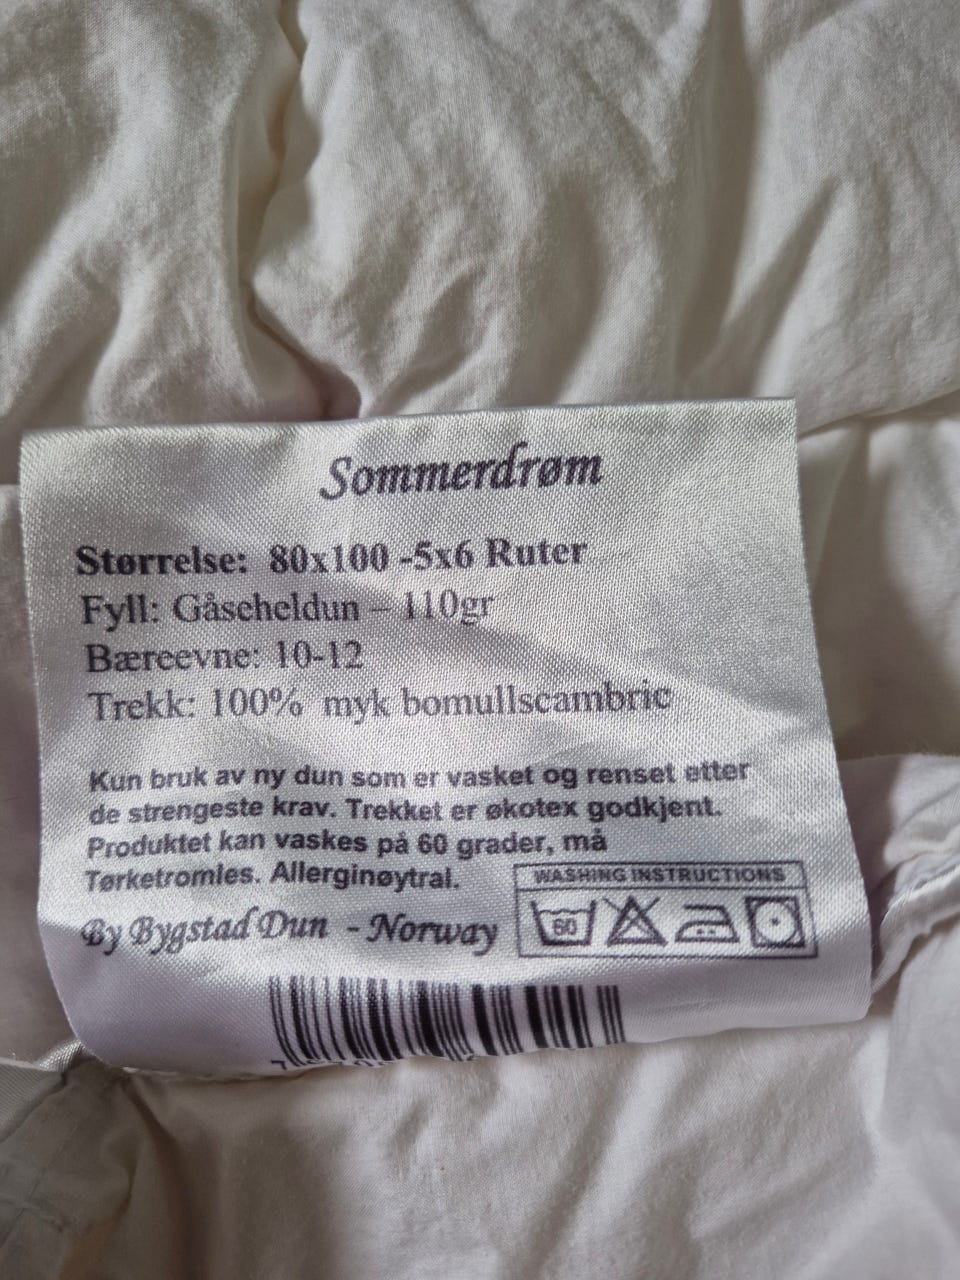 Sommerdrøm
Størrelse: 80x100 -5x6 Ruter
Fyll: Gåseheldun – 110gr
Bæreevne: 10-12
Trekk: 100% myk bomullscambric
Kun bruk av ny dun som er vasket og renset etter
de strengeste krav. Trekket er økotex godkjent.
Produktet kan vaskes på 60 grader, må
Tørketromles. Allerginøytral.
WASHING INSTRUCTIONS
60
By Bygstad Dun - Norway